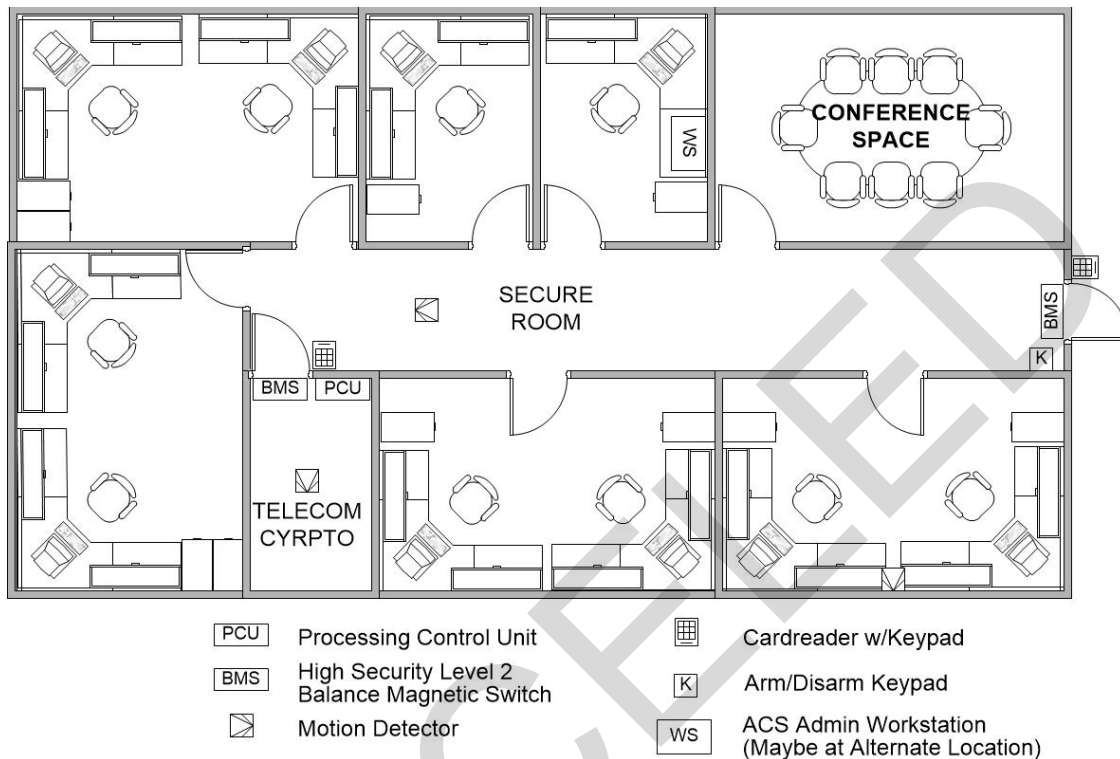 CONFERENCE
SPACE
WS
SECURE
ROOM
BMS
K
BMS
PCU
TELECOM
CYRPTO
PCU Processing Control Unit
BMS High Security Level 2
Balance Magnetic Switch
Motion Detector
Cardreader w/Keypad
K Arm/Disarm Keypad
WS ACS Admin Workstation
(Maybe at Alternate Location)
CELED